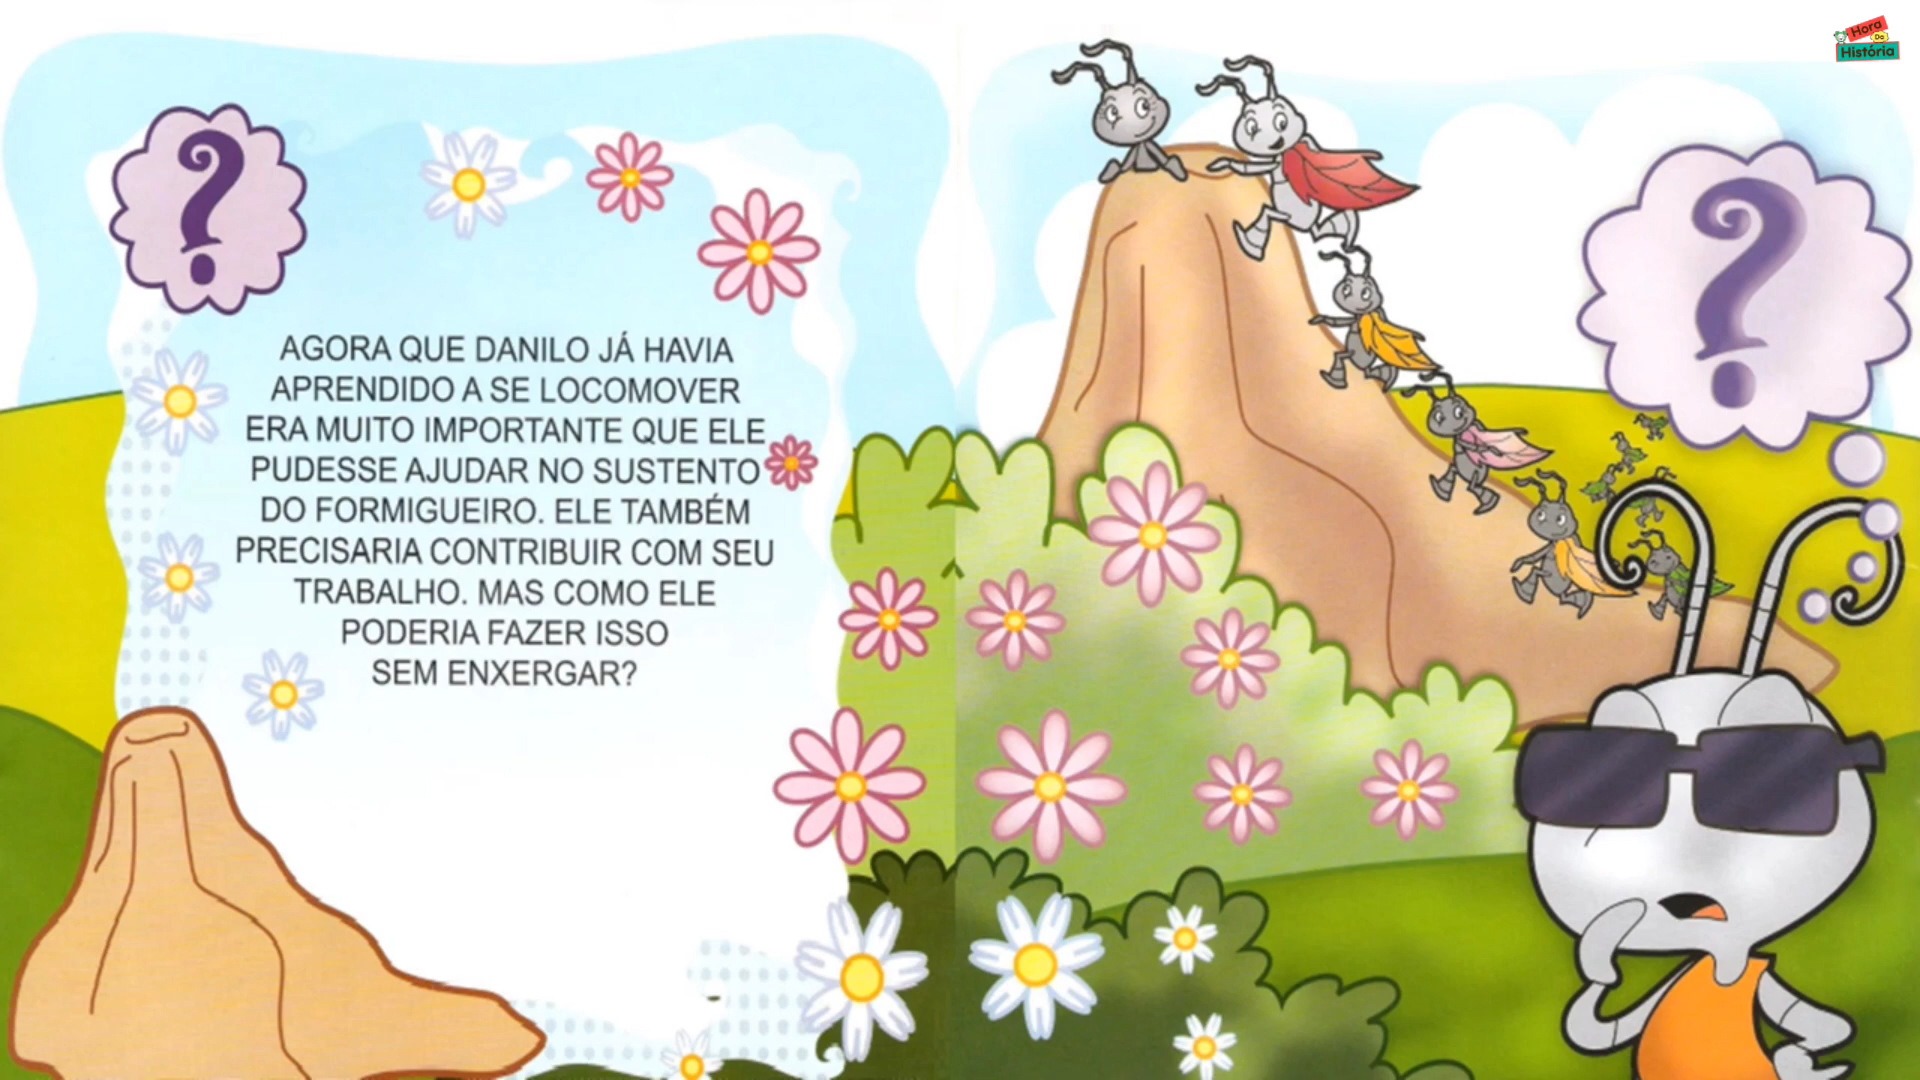 ?
AGORA QUE DANILO JÁ HAVIA
APRENDIDO A SE LOCOMOVER
ERA MUITO IMPORTANTE QUE ELE
PUDESSE AJUDAR NO SUSTENTO
DO FORMIGUEIRO. ELE TAMBÉM
PRECISARIA CONTRIBUIR COM SEU
TRABALHO. MAS COMO ELE
PODERIA FAZER ISSO
SEM ENXERGAR?
?
Hora
Da
História